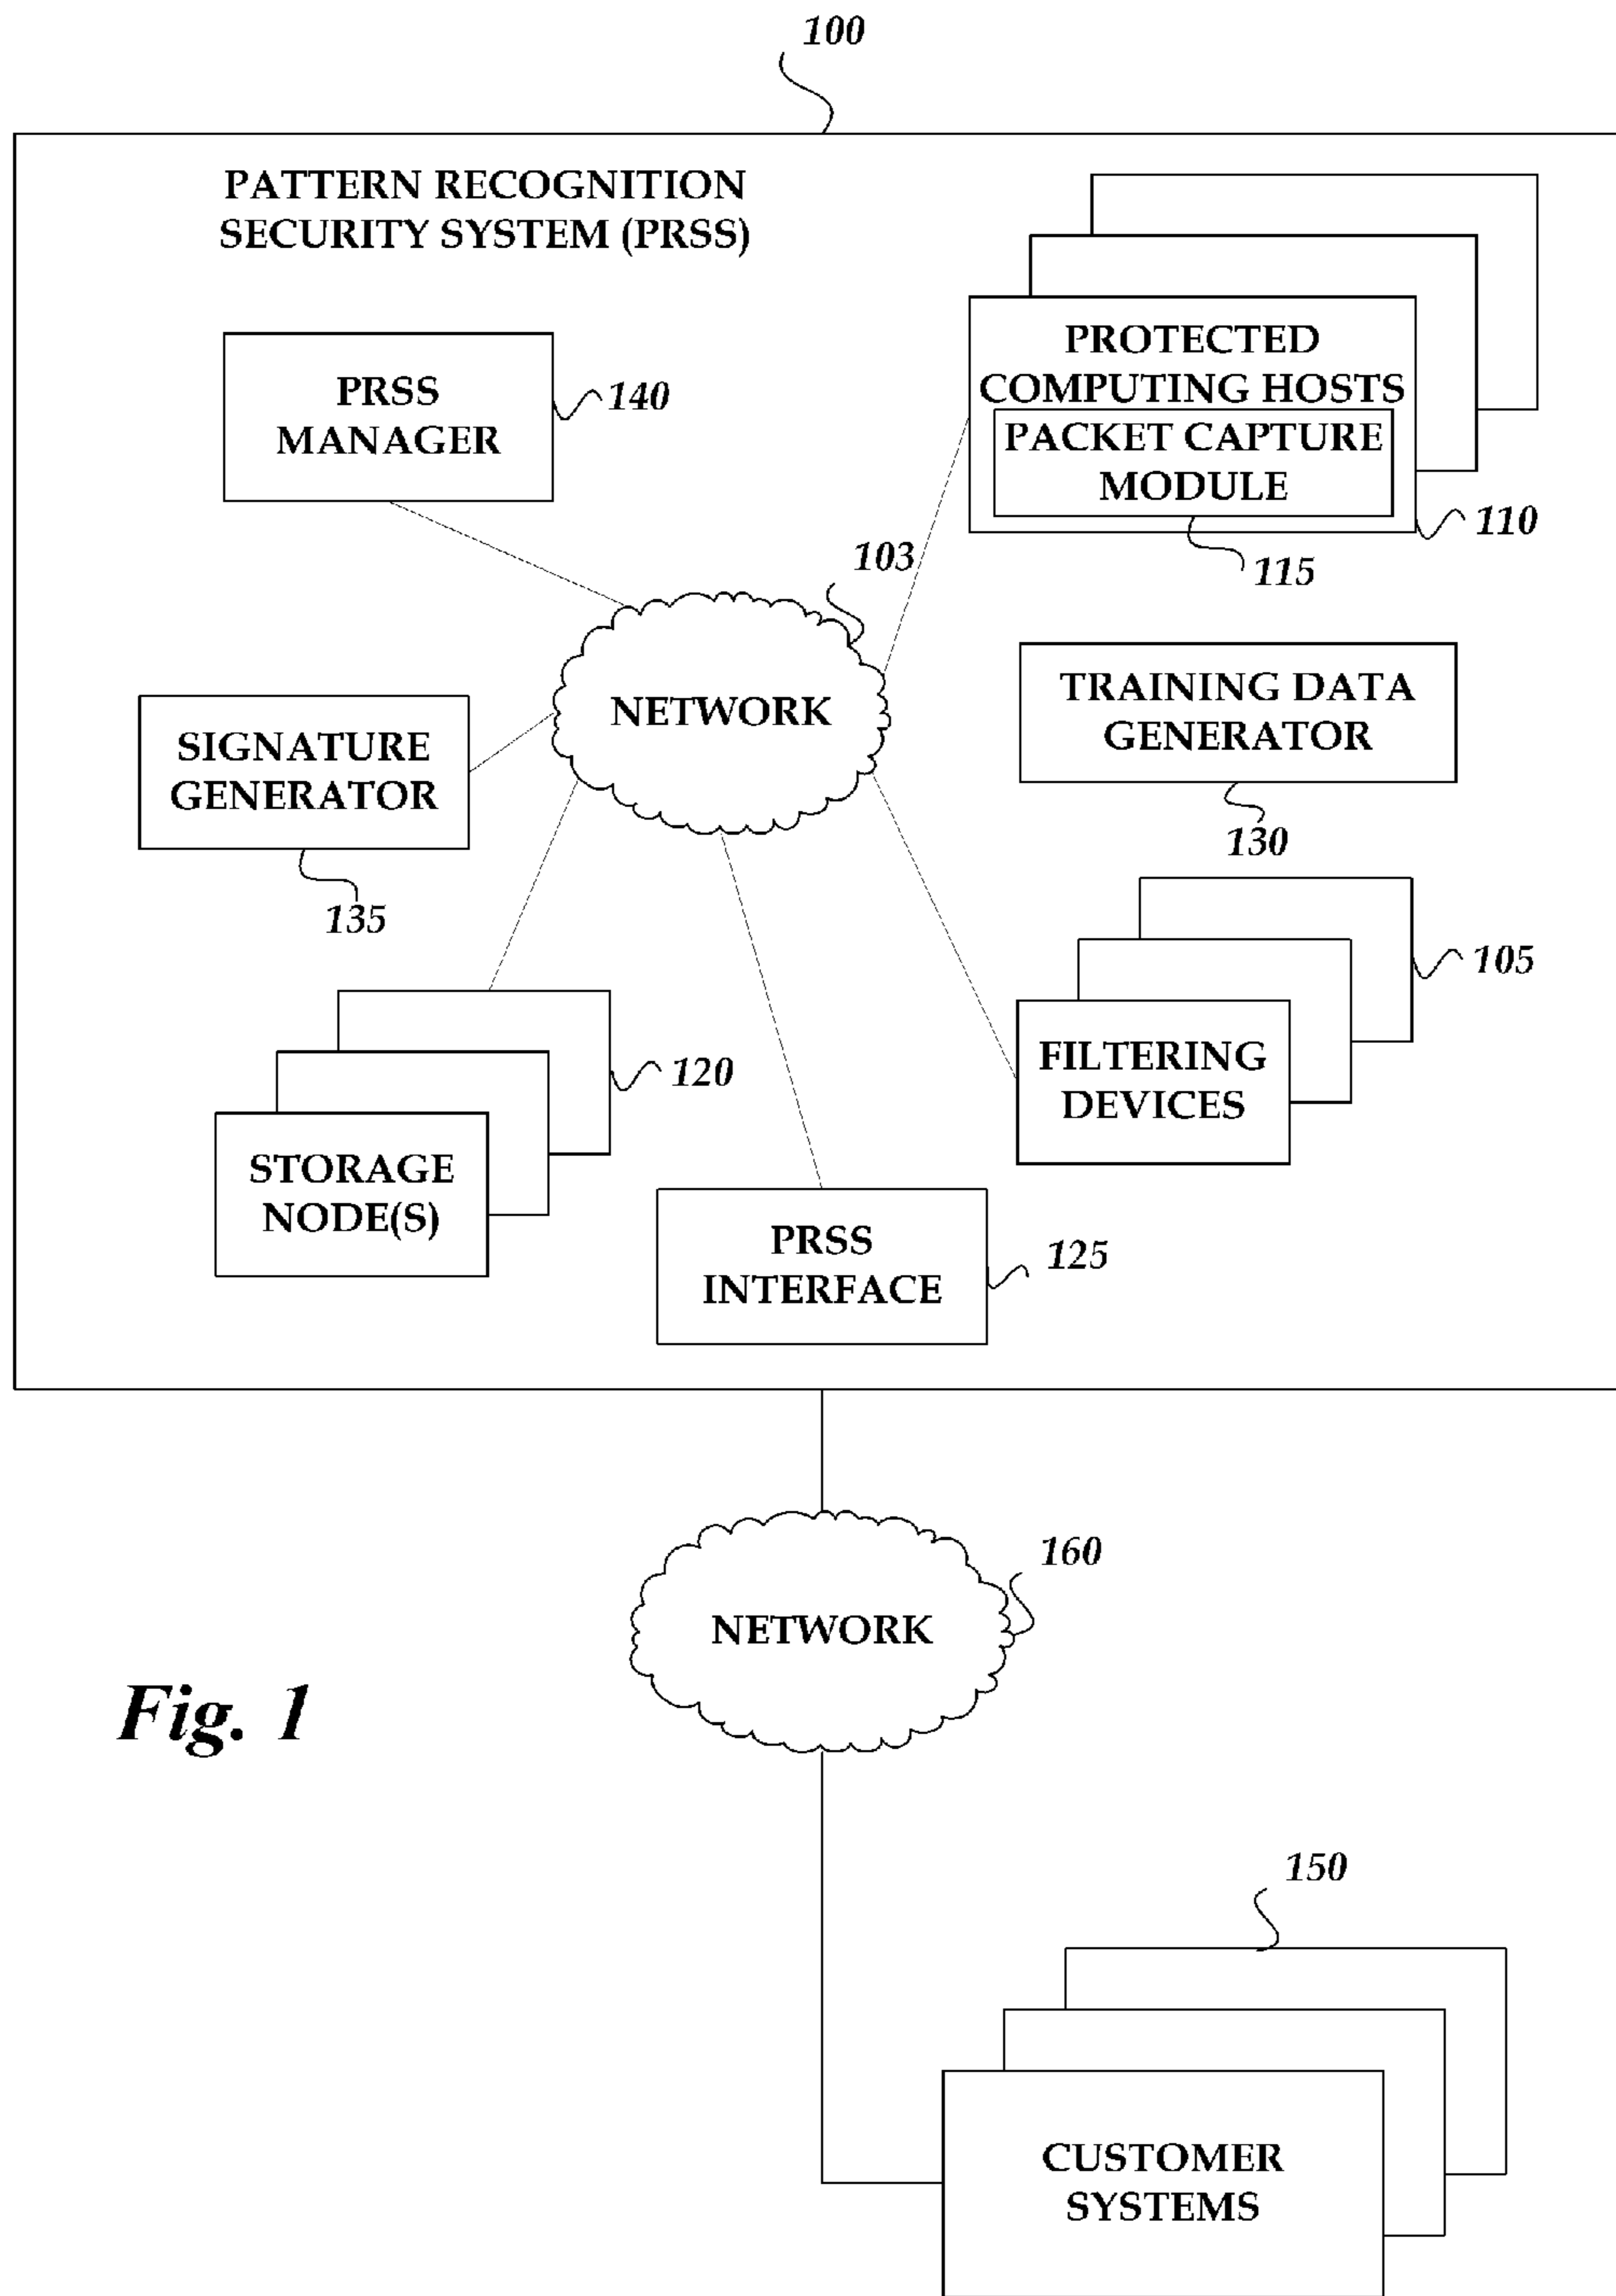 100
PATTERN RECOGNITION
SECURITY SYSTEM (PRSS)
PRSS
MANAGER
140
PROTECTED
COMPUTING HOSTS
PACKET CAPTURE
MODULE
110
115
103
NETWORK
TRAINING DATA
GENERATOR
130
SIGNATURE
GENERATOR
135
105
FILTERING
DEVICES
120
STORAGE
NODE(S)
PRSS
INTERFACE
125
160
NETWORK
Fig. 1
150
CUSTOMER
SYSTEMS